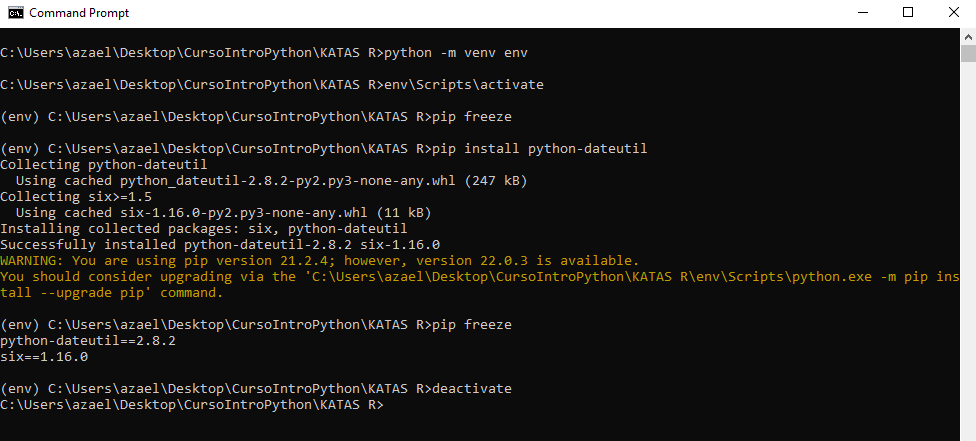 Command Prompt
C:\Users\azael\Desktop\CursoIntroPython\KATAS R>python -m venv env
C:\Users\azael\Desktop\CursoIntroPython\KATAS R>env\Scripts\activate
(env) C:\Users\azael\Desktop\CursoIntroPython\KATAS R>pip freeze
(env) C:\Users\azael\Desktop\CursoIntroPython\KATAS R>pip install python-dateutil
Collecting python-dateutil
  Using cached python_dateutil-2.8.2-py2.py3-none-any.whl (247 kB)
Collecting six>=1.5
  Using cached six-1.16.0-py2.py3-none-any.whl (11 kB)
Installing collected packages: six, python-dateutil
Successfully installed python-dateutil-2.8.2 six-1.16.0
WARNING: You are using pip version 21.2.4; however, version 22.0.3 is available.
You should consider upgrading via the 'C:\Users\azael\Desktop\CursoIntroPython\KATAS R\env\Scripts\python.exe -m pip ins
tall --upgrade pip' command.
(env) C:\Users\azael\Desktop\CursoIntroPython\KATAS R>pip freeze
python-dateutil==2.8.2
six==1.16.0
(env) C:\Users\azael\Desktop\CursoIntroPython\KATAS R>deactivate
C:\Users\azael\Desktop\CursoIntroPython\KATAS R>